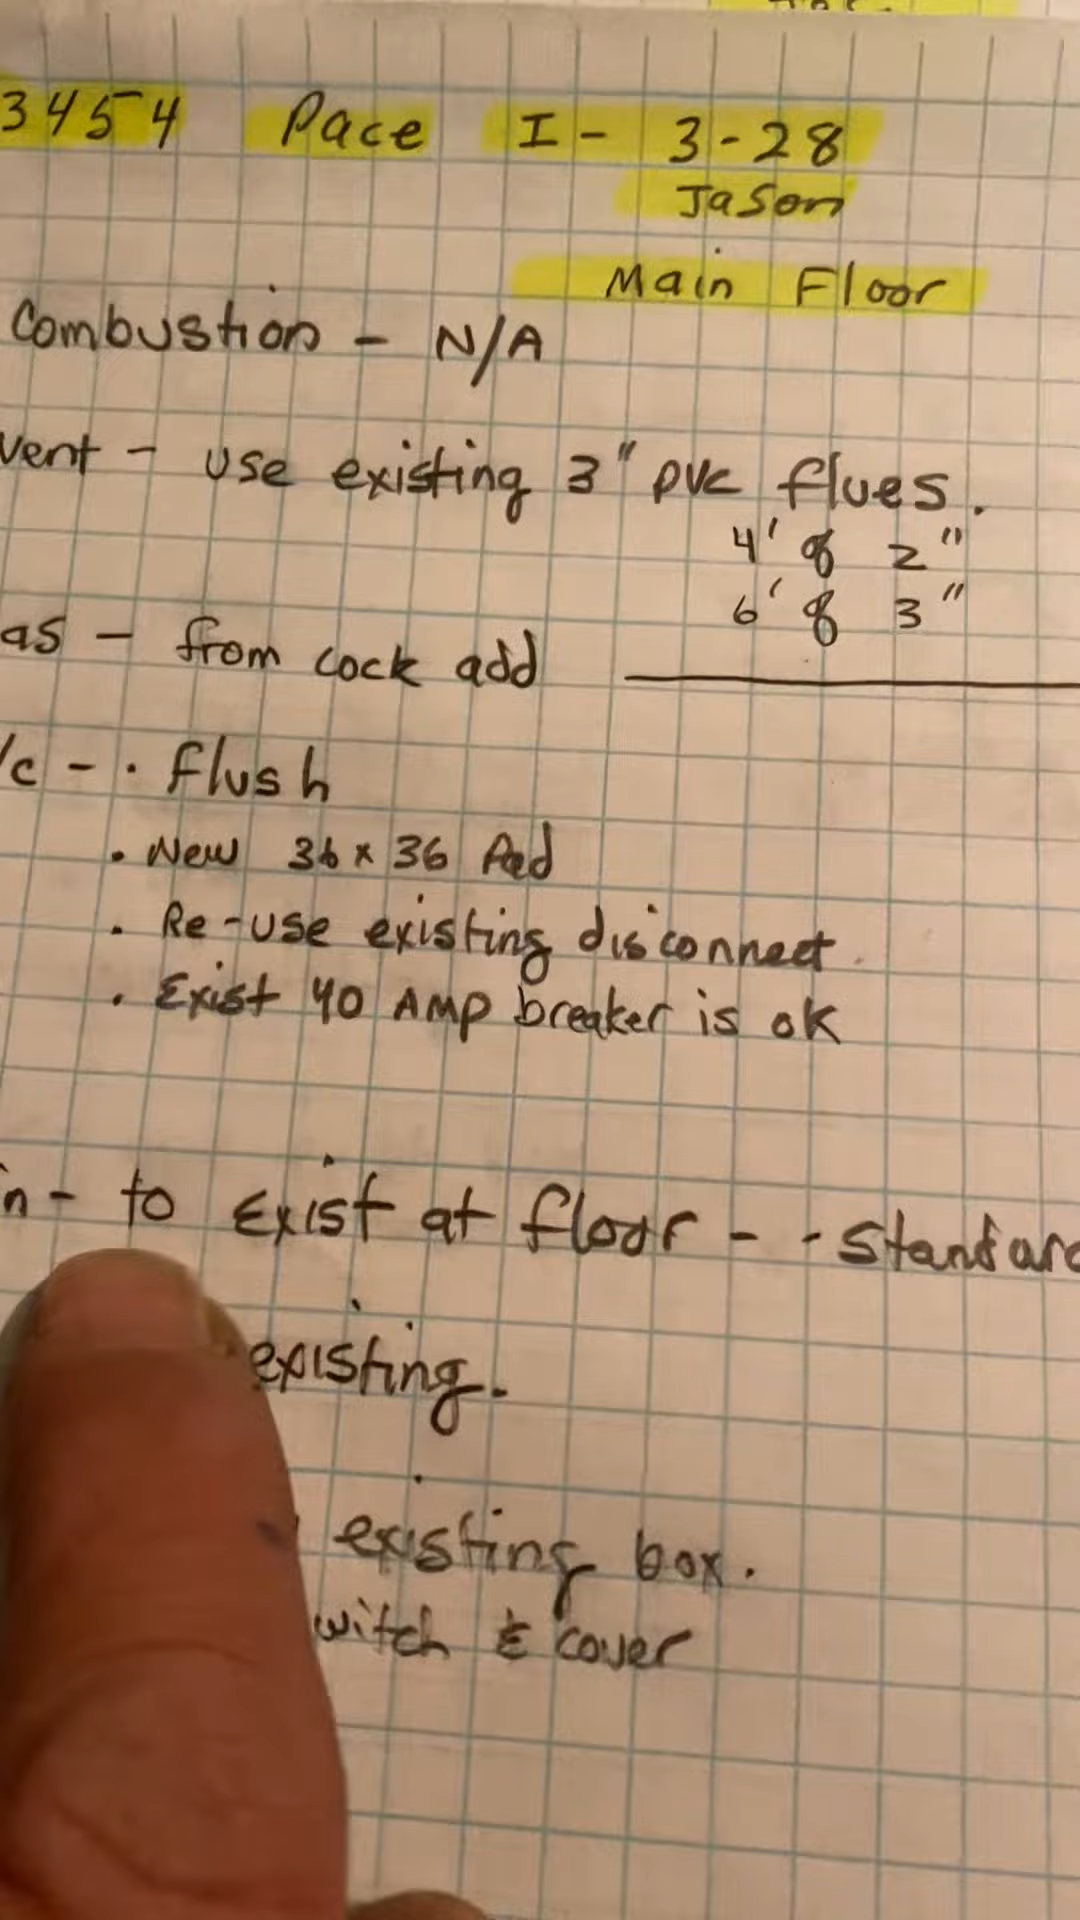 3454 Pace I - 3-28
Jason
Main Floor
Combustion - N/A
vent - use existing 3" pvc flues.
4' of 2"
6' of 3"
as - from cock add
/c - · flush
· New 36 x 36 Pad
· Re-use existing disconnect
· Exist 40 AMP breaker is ok
n - to Exist at floor - - Standard
existing.
existing box.
witch & cover